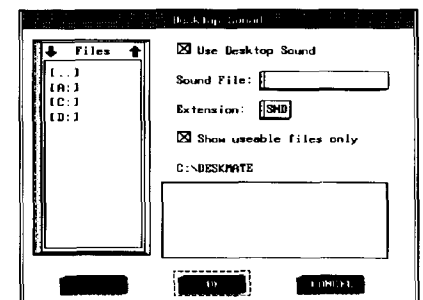 Desktop Sound
Files
[..]
[A:]
[C:]
[D:]
Use Desktop Sound
Sound File:
Extension: SND
Show useable files only
C:\DESKMATE
OK
CANCEL